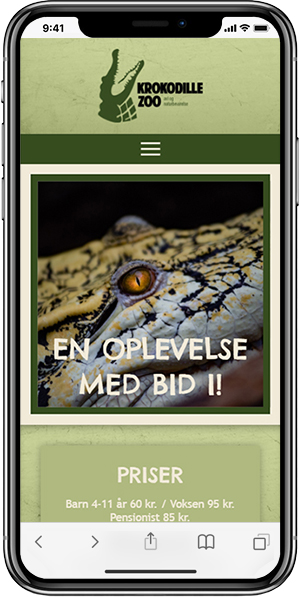 9:41
KROKODILLE
ZOO
EN OPLEVELSE
MED BID I!
PRISER
Barn 4-11 år 60 kr. / Voksen 95 kr.
Pensionist 85 kr.